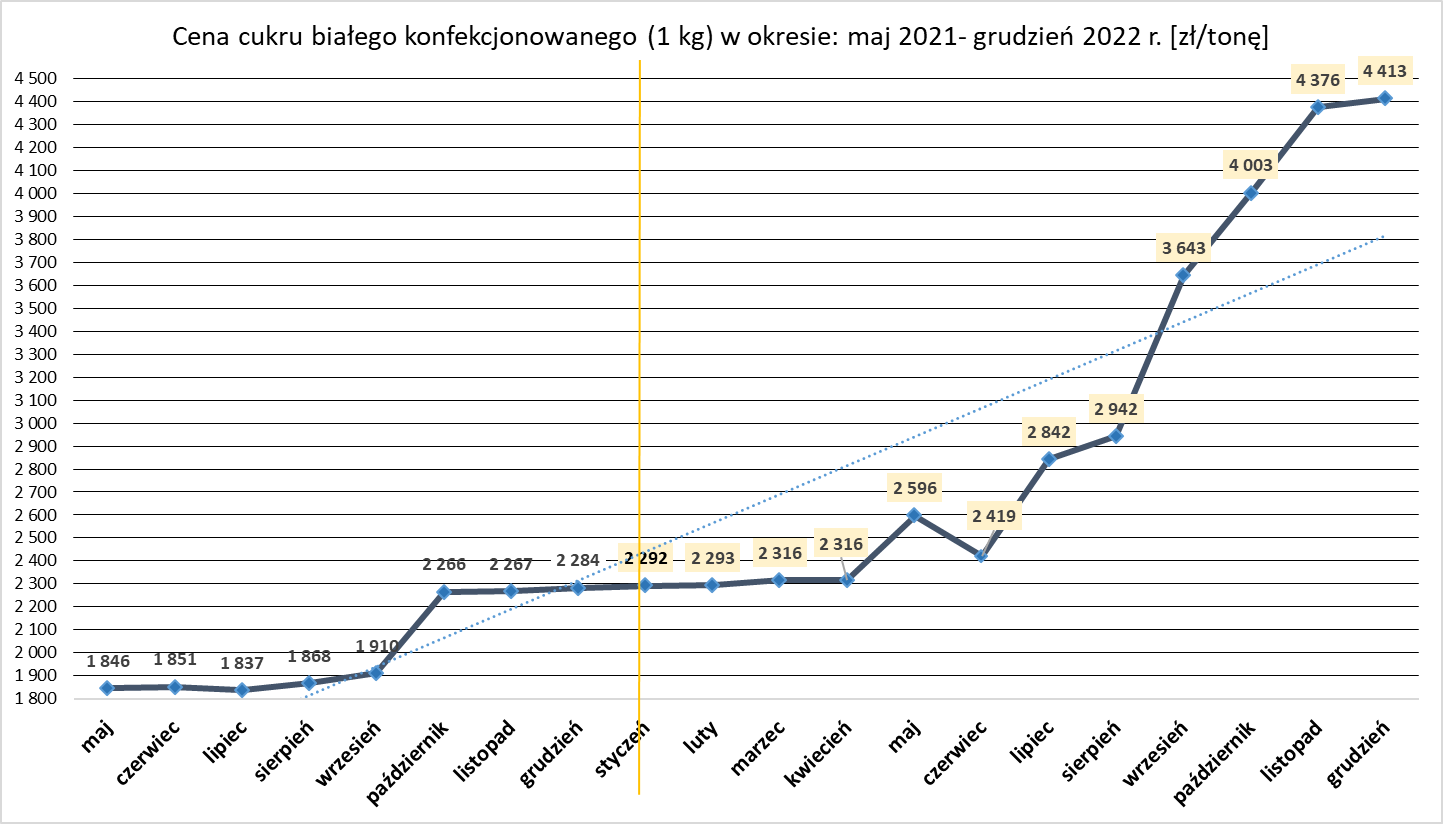 Cena cukru białego konfekcjonowanego (1 kg) w okresie: maj 2021- grudzień 2022 r. [zł/tonę]
4 500
4 400
4 300
4 200
4 100
4 000
3 900
3 800
3 700
3 600
3 500
3 400
3 300
3 200
3 100
3 000
2 900
2 800
2 700
2 600
2 500
2 400
2 300
2 200
2 100
2 000
1 900
1 800
1 846
1 851
1 837
1 868
1 910
2 266
2 267
2 284
2 292
2 293
2 316
2 316
2 596
2 419
2 842
2 942
3 643
4 003
4 376
4 413
maj
czerwiec
lipiec
sierpień
wrzesień
październik
listopad
grudzień
styczeń
luty
marzec
kwiecień
maj
czerwiec
lipiec
sierpień
wrzesień
październik
listopad
grudzień